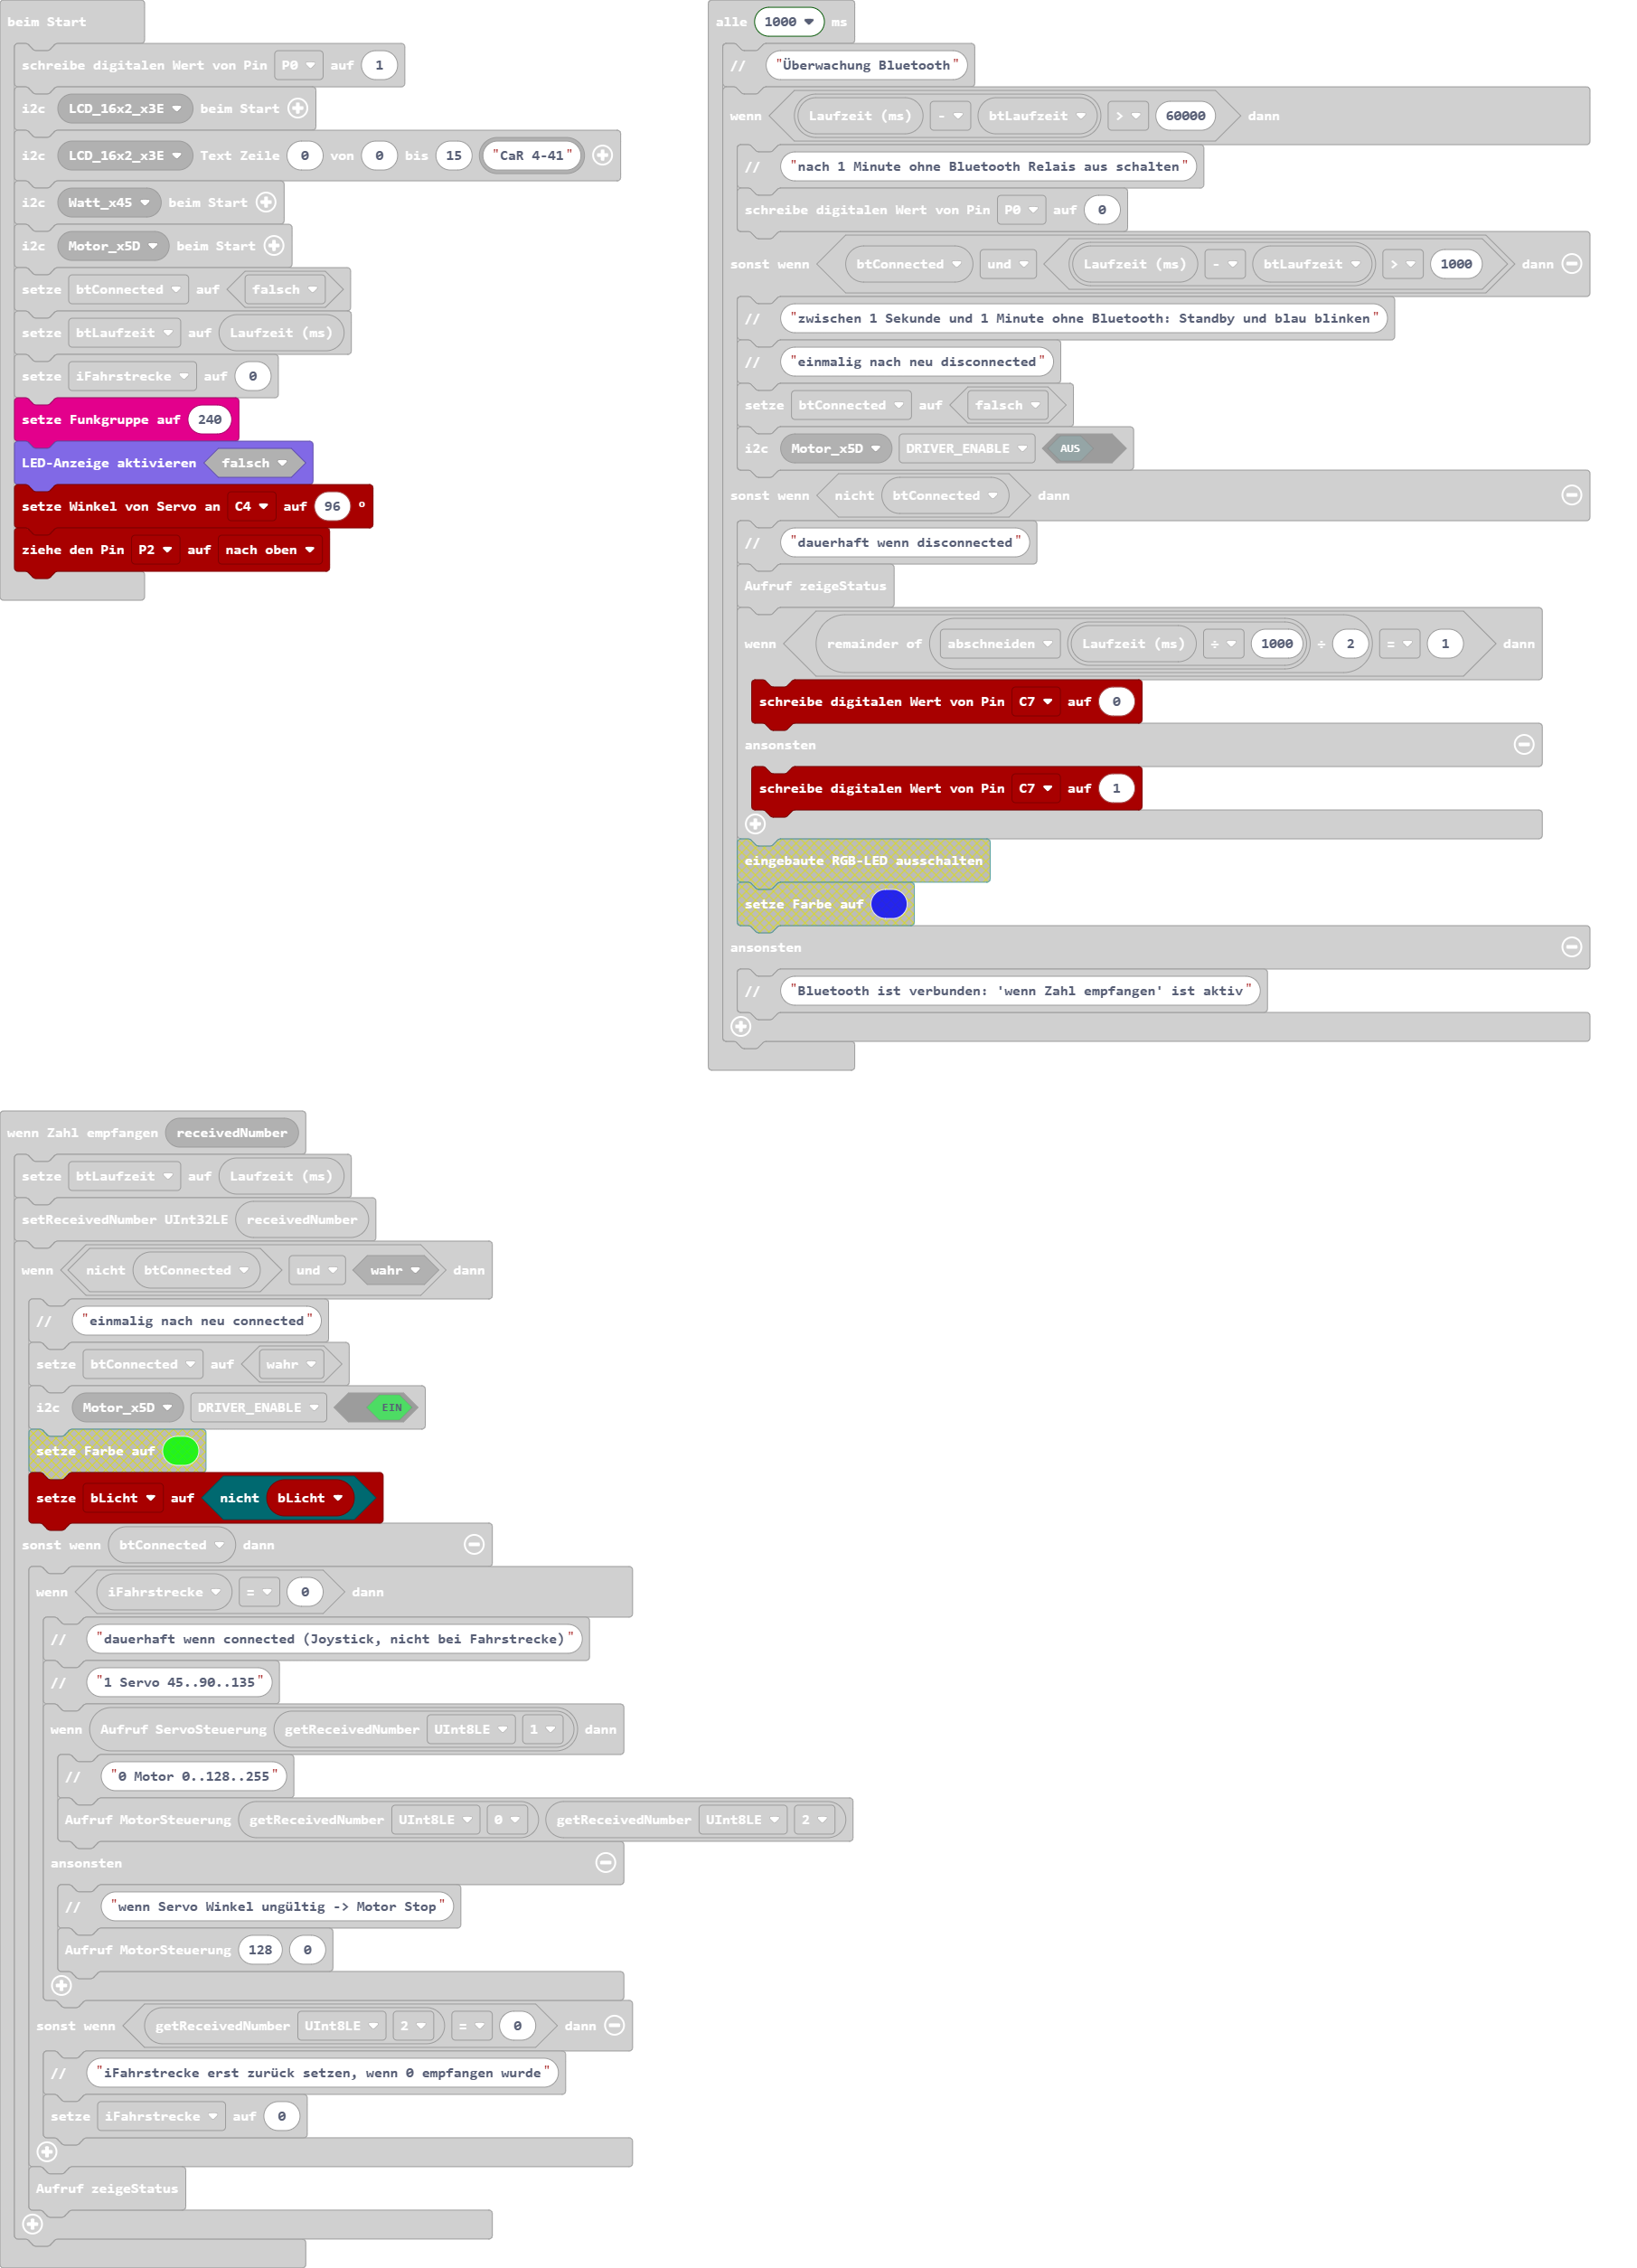 beim Start
schreibe digitalen Wert von Pin P0 auf 1
i2c LCD_16x2_x3E beim Start
i2c LCD_16x2_x3E Text Zeile 0 von 0 bis 15 "CaR 4-41"
i2c Watt_x45 beim Start
i2c Motor_x5D beim Start
setze btConnected auf falsch
setze btLaufzeit auf Laufzeit (ms)
setze iFahrstrecke auf 0
setze Funkgruppe auf 240
LED-Anzeige aktivieren falsch
setze Winkel von Servo an C4 auf 96 °
ziehe den Pin P2 auf nach oben
alle 1000 ms
// "Überwachung Bluetooth"
wenn Laufzeit (ms) - btLaufzeit > 60000 dann
// "nach 1 Minute ohne Bluetooth Relais aus schalten"
schreibe digitalen Wert von Pin P0 auf 0
sonst wenn btConnected und Laufzeit (ms) - btLaufzeit > 1000 dann
// "zwischen 1 Sekunde und 1 Minute ohne Bluetooth: Standby und blau blinken"
// "einmalig nach neu disconnected"
setze btConnected auf falsch
i2c Motor_x5D DRIVER_ENABLE AUS
sonst wenn nicht btConnected dann
// "dauerhaft wenn disconnected"
Aufruf zeigeStatus
wenn remainder of abschneiden Laufzeit (ms) ÷ 1000 ÷ 2 = 1 dann
schreibe digitalen Wert von Pin C7 auf 0
ansonsten
schreibe digitalen Wert von Pin C7 auf 1
eingebaute RGB-LED ausschalten
setze Farbe auf
ansonsten
// "Bluetooth ist verbunden: 'wenn Zahl empfangen' ist aktiv"
wenn Zahl empfangen receivedNumber
setze btLaufzeit auf Laufzeit (ms)
setReceivedNumber UInt32LE receivedNumber
wenn nicht btConnected und wahr dann
// "einmalig nach neu connected"
setze btConnected auf wahr
i2c Motor_x5D DRIVER_ENABLE EIN
setze Farbe auf
setze bLicht auf nicht bLicht
sonst wenn btConnected dann
wenn iFahrstrecke = 0 dann
// "dauerhaft wenn connected (Joystick, nicht bei Fahrstrecke)"
// "1 Servo 45..90..135"
wenn Aufruf ServoSteuerung getReceivedNumber UInt8LE 1 dann
// "0 Motor 0..128..255"
Aufruf MotorSteuerung getReceivedNumber UInt8LE 0 getReceivedNumber UInt8LE 2
ansonsten
// "wenn Servo Winkel ungültig -> Motor Stop"
Aufruf MotorSteuerung 128 0
sonst wenn getReceivedNumber UInt8LE 2 = 0 dann
// "iFahrstrecke erst zurück setzen, wenn 0 empfangen wurde"
setze iFahrstrecke auf 0
Aufruf zeigeStatus